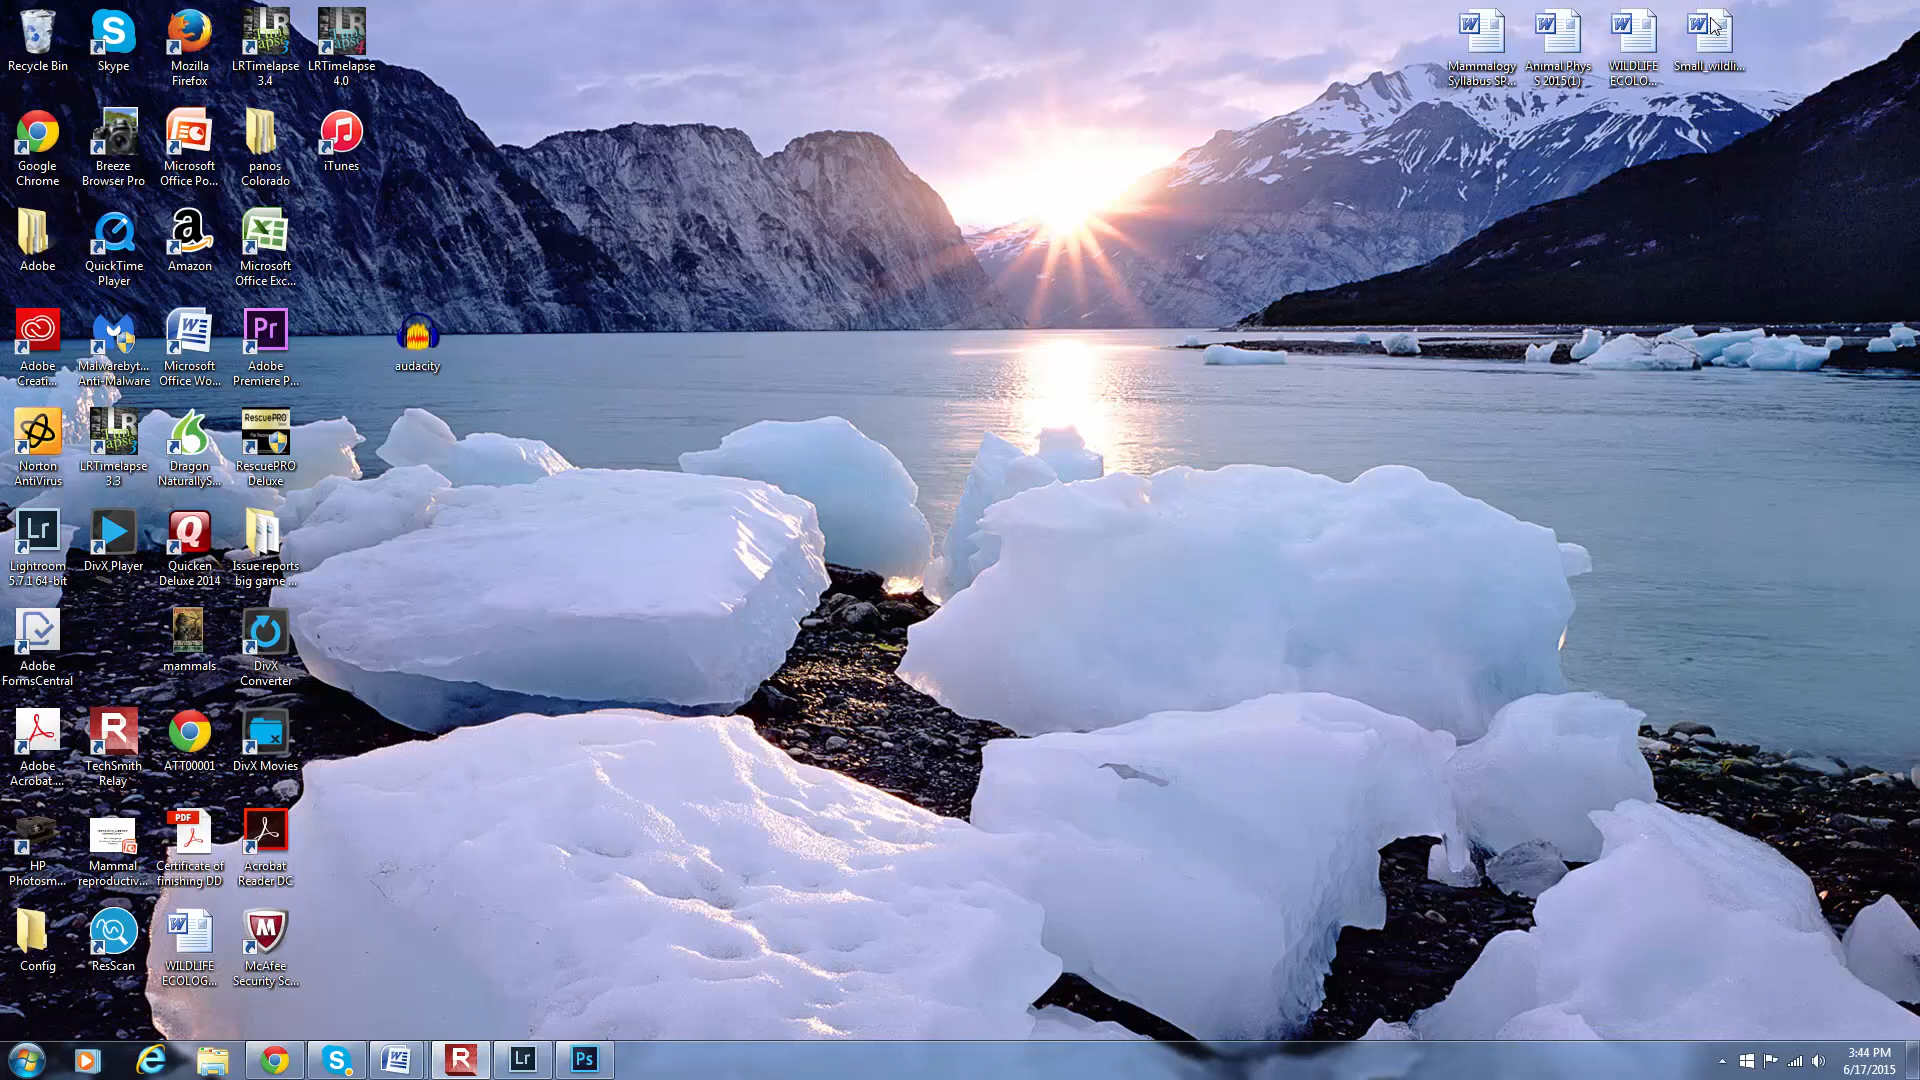 Recycle Bin
Skype
Mozilla
Firefox
LRTimelapse
3.4
LRTimelapse
4.0
Mammalogy
Syllabus SP...
Animal Phys
S 2015(1)
WILDLIFE
ECOLO...
Small_wildli...
Google
Chrome
Breeze
Browser Pro
Microsoft
Office Po...
panos
Colorado
iTunes
Adobe
QuickTime
Player
Amazon
Microsoft
Office Exc...
Adobe
Creati...
Malwarebyt...
Anti-Malware
Microsoft
Office Wo...
Adobe
Premiere P...
audacity
Norton
AntiVirus
LRTimelapse
3.3
Dragon
NaturallyS...
RescuePRO
Deluxe
Lightroom
5.7.1 64-bit
DivX Player
Quicken
Deluxe 2014
Issue reports
big game ...
Adobe
FormsCentral
mammals
DivX
Converter
Adobe
Acrobat ...
TechSmith
Relay
ATT00001
DivX Movies
HP
Photosm...
Mammal
reproductiv...
Certificate of
finishing DD
Acrobat
Reader DC
Config
ResScan
WILDLIFE
ECOLOG...
McAfee
Security Sc...
3:44 PM
6/17/2015